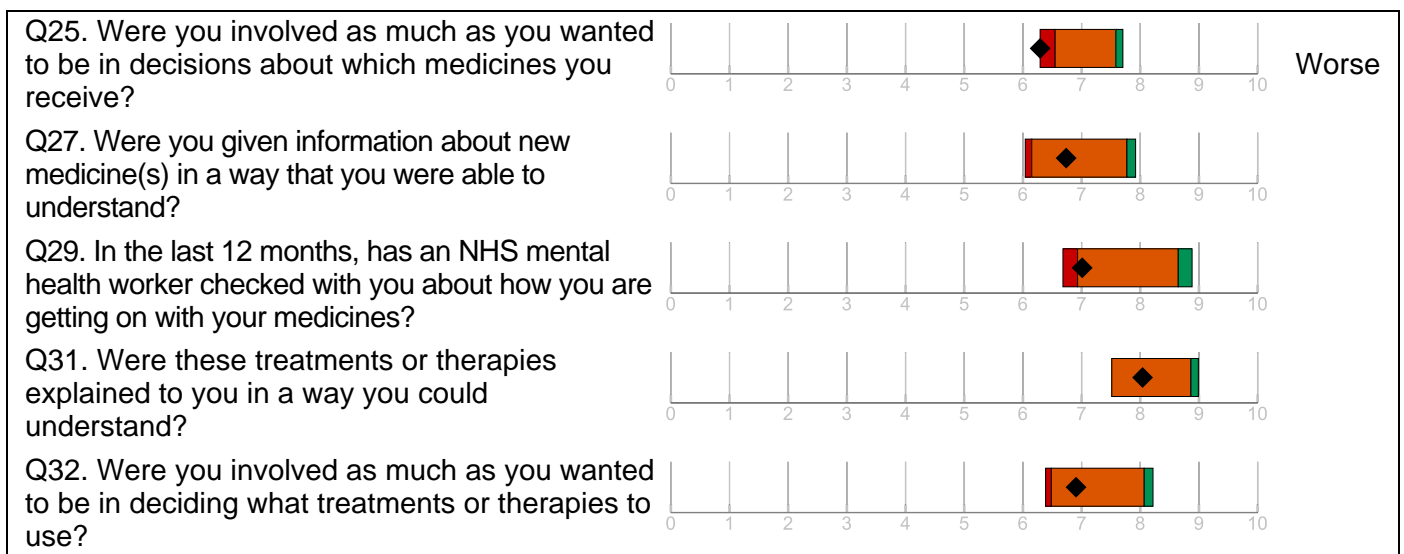 Q25. Were you involved as much as you wanted
to be in decisions about which medicines you
receive?
0 1 2 3 4 5 6 7 8 9 10
Worse
Q27. Were you given information about new
medicine(s) in a way that you were able to
understand?
0 1 2 3 4 5 6 7 8 9 10
Q29. In the last 12 months, has an NHS mental
health worker checked with you about how you are
getting on with your medicines?
0 1 2 3 4 5 6 7 8 9 10
Q31. Were these treatments or therapies
explained to you in a way you could
understand?
0 1 2 3 4 5 6 7 8 9 10
Q32. Were you involved as much as you wanted
to be in deciding what treatments or therapies to
use?
0 1 2 3 4 5 6 7 8 9 10